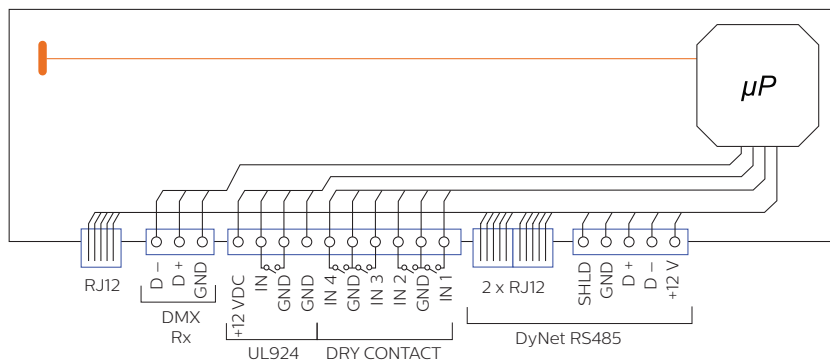 µP
RJ12
D −
D +
GND
DMX
Rx
+12 VDC
IN
GND
GND
UL924
IN 4
GND
IN 3
IN 2
GND
IN 1
DRY CONTACT
2 x RJ12
SHLD
GND
D +
D −
+12 V
DyNet RS485